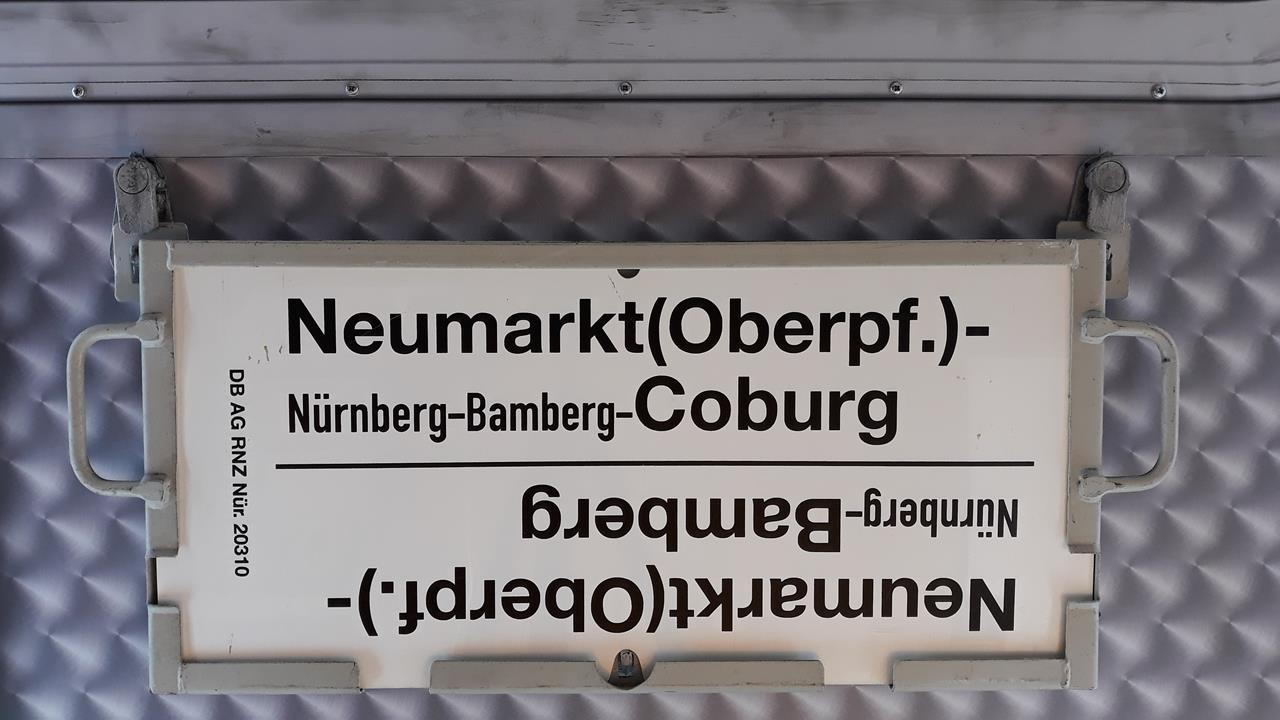 Neumarkt(Oberpf.)-
Nürnberg-Bamberg-Coburg
DB AG RNZ Nür. 20310
Neumarkt(Oberpf.)-
Nürnberg-Bamberg